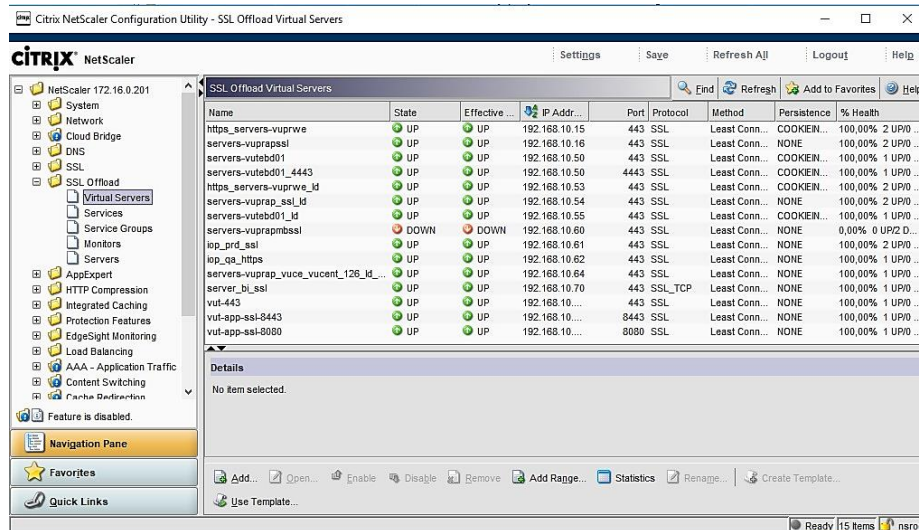 Citrix NetScaler Configuration Utility - SSL Offload Virtual Servers
CITRIX NetScaler
Settings Save Refresh All Logout Help
NetScaler 172.16.0.201
System
Network
Cloud Bridge
DNS
SSL
SSL Offload
Virtual Servers
Services
Service Groups
Monitors
Servers
AppExpert
HTTP Compression
Integrated Caching
Protection Features
EdgeSight Monitoring
Load Balancing
AAA - Application Traffic
Content Switching
Cache Redirection
Feature is disabled.
Navigation Pane
Favorites
Quick Links
SSL Offload Virtual Servers
Find Refresh Add to Favorites Help
Name State Effective ... IP Addr... Port Protocol Method Persistence % Health
https_servers-vuprwe UP UP 192.168.10.15 443 SSL Least Conn... COOKIEIN... 100,00% 2 UP/0 ...
servers-vuprapssl UP UP 192.168.10.16 443 SSL Least Conn... NONE 100,00% 2 UP/0 ...
servers-vutebd01 UP UP 192.168.10.50 443 SSL Least Conn... COOKIEIN... 100,00% 1 UP/0 ...
servers-vutebd01_4443 UP UP 192.168.10.50 4443 SSL Least Conn... COOKIEIN... 100,00% 1 UP/0 ...
https_servers-vuprwe_ld UP UP 192.168.10.53 443 SSL Least Conn... COOKIEIN... 100,00% 2 UP/0 ...
servers-vuprap_ssl_ld UP UP 192.168.10.54 443 SSL Least Conn... NONE 100,00% 2 UP/0 ...
servers-vutebd01_ld UP UP 192.168.10.55 443 SSL Least Conn... COOKIEIN... 100,00% 1 UP/0 ...
servers-vuprapmbssl DOWN DOWN 192.168.10.60 443 SSL Least Conn... NONE 0,00% 0 UP/2 D...
iop_prd_ssl UP UP 192.168.10.61 443 SSL Least Conn... NONE 100,00% 2 UP/0 ...
iop_qa_https UP UP 192.168.10.62 443 SSL Least Conn... NONE 100,00% 1 UP/0 ...
servers-vuprap_vuce_vucent_126_ld_... UP UP 192.168.10.64 443 SSL Least Conn... NONE 100,00% 1 UP/0 ...
server_bi_ssl UP UP 192.168.10.70 443 SSL_TCP Least Conn... NONE 100,00% 1 UP/0 ...
vut-443 UP UP 192.168.10.... 443 SSL Least Conn... NONE 100,00% 1 UP/0 ...
vut-app-ssl-8443 UP UP 192.168.10.... 8443 SSL Least Conn... NONE 100,00% 1 UP/0 ...
vut-app-ssl-8080 UP UP 192.168.10.... 8080 SSL Least Conn... NONE 100,00% 1 UP/0 ...
Details
No item selected.
Add... Open... Enable Disable Remove Add Range... Statistics Rename... Create Template...
Use Template...
Ready 15 Items nsro